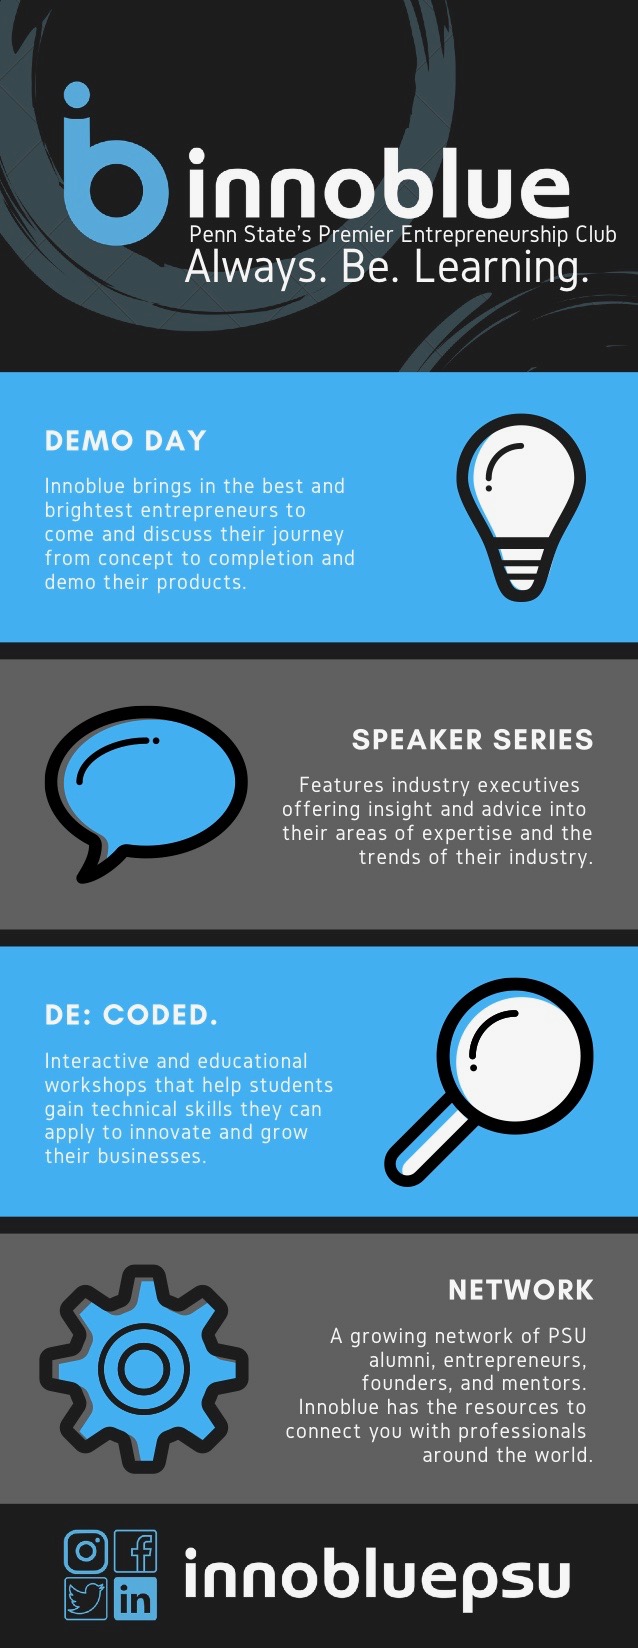 innoblue
Penn State's Premier Entrepreneurship Club
Always. Be. Learning.
DEMO DAY
Innoblue brings in the best and
brightest entrepreneurs to
come and discuss their journey
from concept to completion and
demo their products.
SPEAKER SERIES
Features industry executives
offering insight and advice into
their areas of expertise and the
trends of their industry.
DE: CODED.
Interactive and educational
workshops that help students
gain technical skills they can
apply to innovate and grow
their businesses.
NETWORK
A growing network of PSU
alumni, entrepreneurs,
founders, and mentors.
Innoblue has the resources to
connect you with professionals
around the world.
innobluepsu